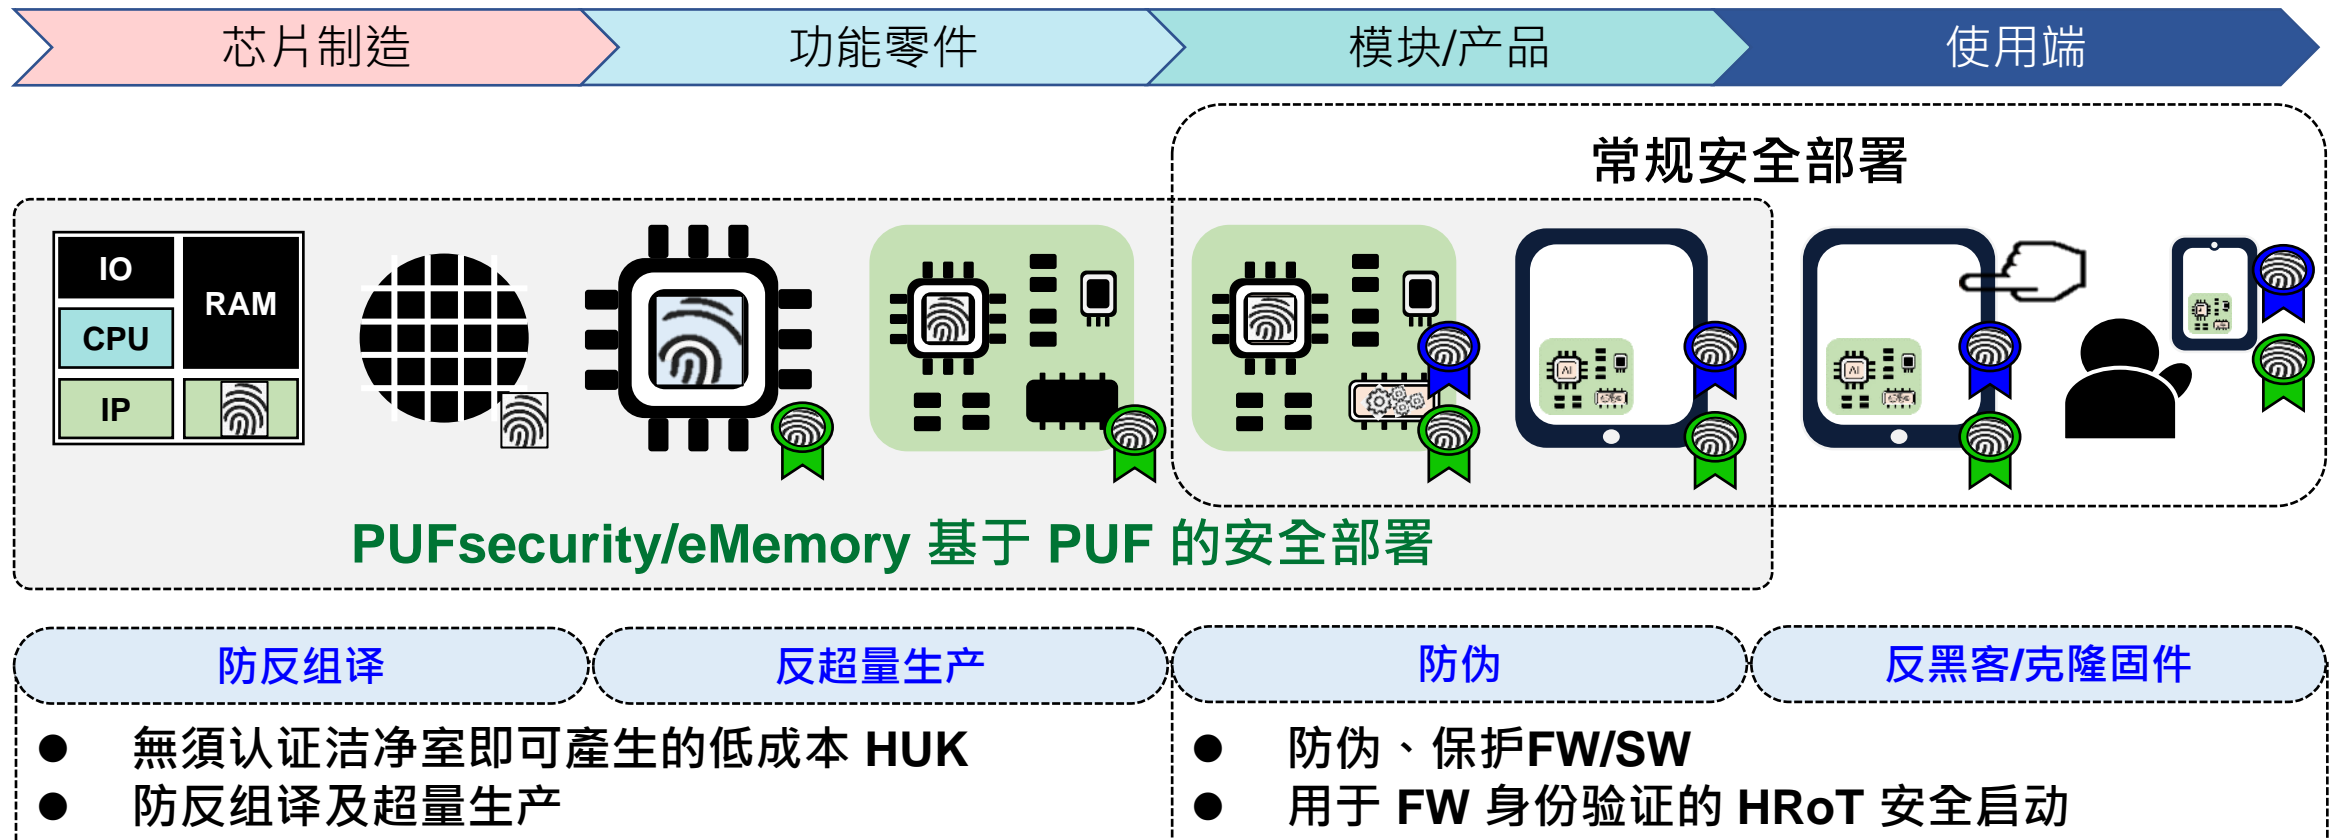 芯片制造
功能零件
模块/产品
使用端
常规安全部署
IO
RAM
CPU
IP
AI
AI
PUFsecurity/eMemory 基于 PUF 的安全部署
防反组译
反超量生产
防伪
反黑客/克隆固件
● 無須认证洁净室即可產生的低成本 HUK
● 防反组译及超量生产
● 防伪、保护FW/SW
● 用于 FW 身份验证的 HRoT 安全启动